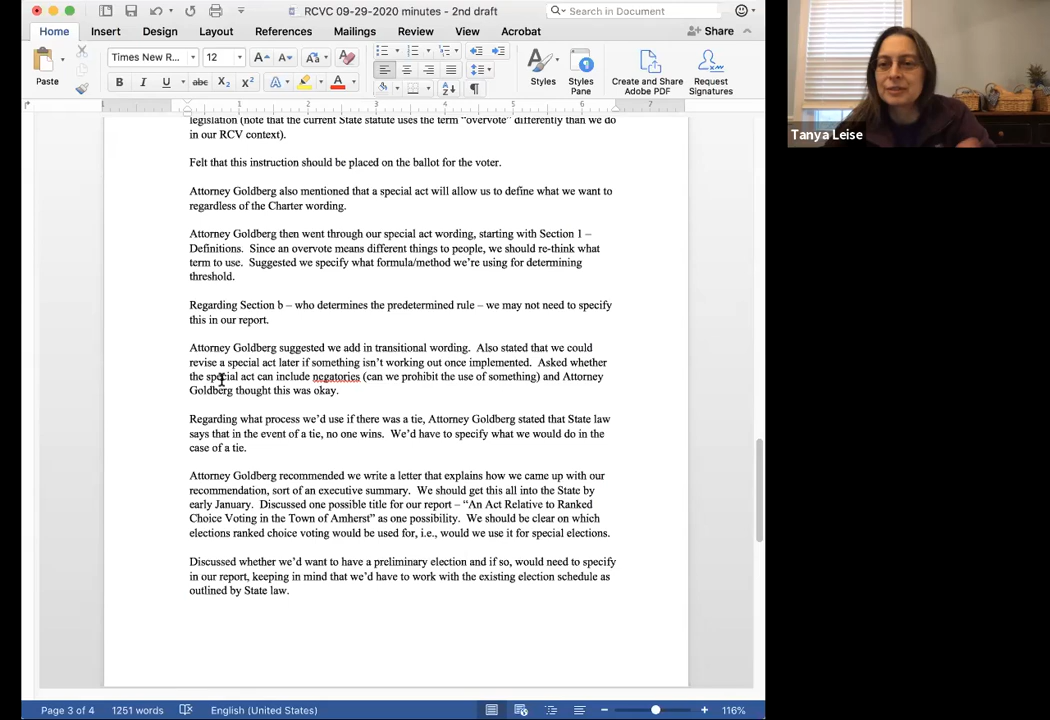 RCVC 09-29-2020 minutes - 2nd draft
Search in Document
Home Insert Design Layout References Mailings Review View Acrobat
Share
Times New R... 12
Paste
B I U abc X2 X2 A A
Styles
Styles Pane
Create and Share Adobe PDF
Request Signatures
Tanya Leise
1 1 2 3 4 5 6 7
legislation (note that the current State statute uses the term "overvote" differently than we do
in our RCV context).
Felt that this instruction should be placed on the ballot for the voter.
Attorney Goldberg also mentioned that a special act will allow us to define what we want to
regardless of the Charter wording.
Attorney Goldberg then went through our special act wording, starting with Section 1 –
Definitions. Since an overvote means different things to people, we should re-think what
term to use. Suggested we specify what formula/method we're using for determining
threshold.
Regarding Section b – who determines the predetermined rule – we may not need to specify
this in our report.
Attorney Goldberg suggested we add in transitional wording. Also stated that we could
revise a special act later if something isn't working out once implemented. Asked whether
the special act can include negatories (can we prohibit the use of something) and Attorney
Goldberg thought this was okay.
Regarding what process we'd use if there was a tie, Attorney Goldberg stated that State law
says that in the event of a tie, no one wins. We'd have to specify what we would do in the
case of a tie.
Attorney Goldberg recommended we write a letter that explains how we came up with our
recommendation, sort of an executive summary. We should get this all into the State by
early January. Discussed one possible title for our report – "An Act Relative to Ranked
Choice Voting in the Town of Amherst" as one possibility. We should be clear on which
elections ranked choice voting would be used for, i.e., would we use it for special elections.
Discussed whether we'd want to have a preliminary election and if so, would need to specify
in our report, keeping in mind that we'd have to work with the existing election schedule as
outlined by State law.
Page 3 of 4 1251 words English (United States) 116%